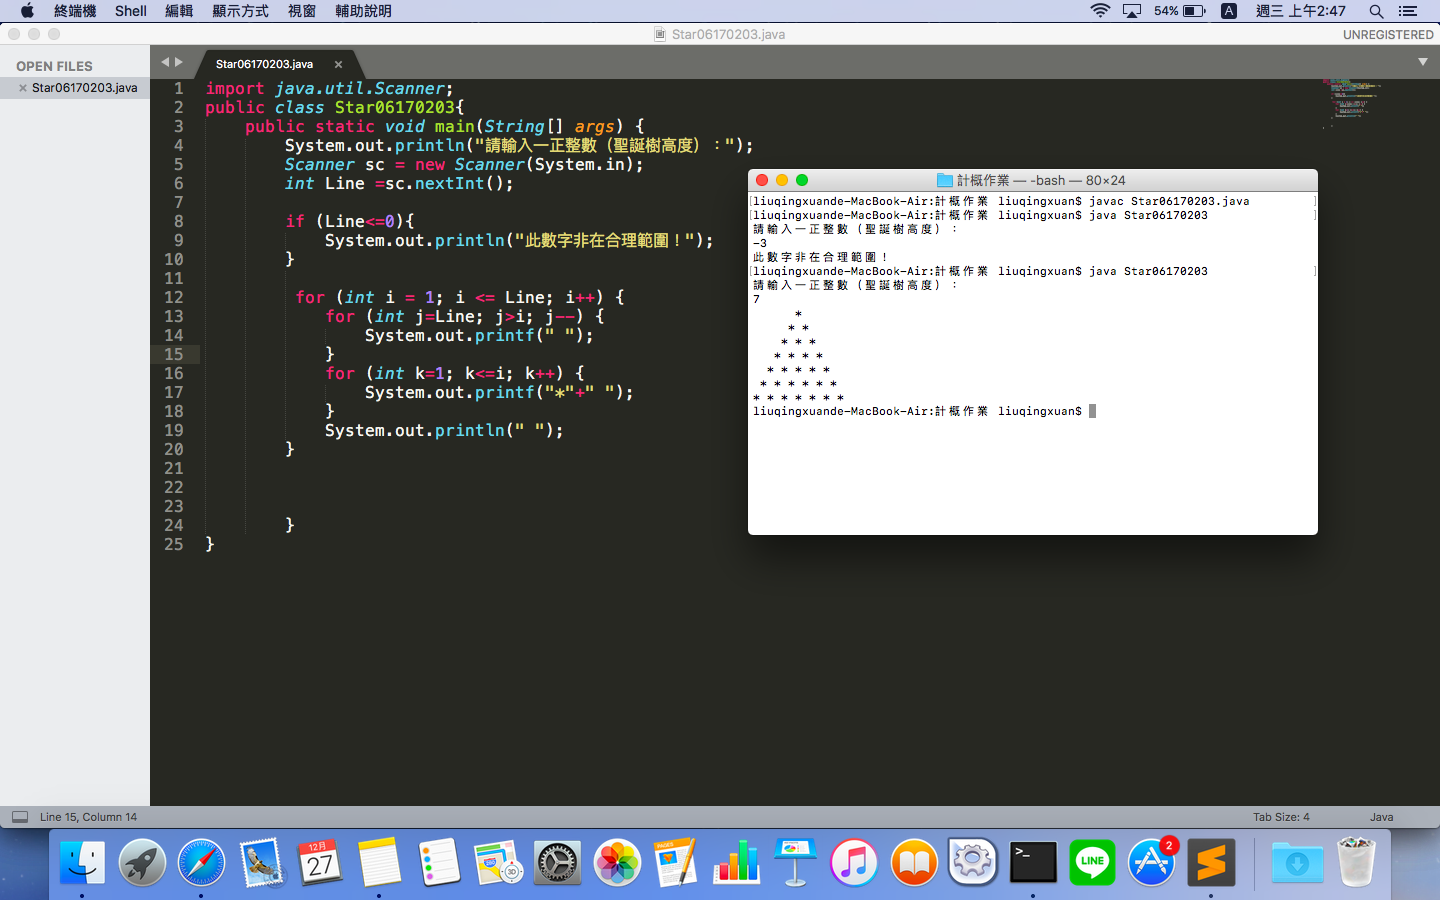 終端機 Shell 編輯 顯示方式 視窗 輔助說明 54% A 週三 上午2:47
Star06170203.java UNREGISTERED
OPEN FILES
Star06170203.java
Star06170203.java
1 import java.util.Scanner;
2 public class Star06170203{
3     public static void main(String[] args) {
4         System.out.println("請輸入一正整數（聖誕樹高度）：");
5         Scanner sc = new Scanner(System.in);
6         int Line =sc.nextInt();
7
8         if (Line<=0){
9             System.out.println("此數字非在合理範圍！");
10         }
11
12          for (int i = 1; i <= Line; i++) {
13             for (int j=Line; j>i; j--) {
14                 System.out.printf(" ");
15             }
16             for (int k=1; k<=i; k++) {
17                 System.out.printf("*"+" ");
18             }
19             System.out.println(" ");
20         }
21
22
23
24         }
25 }
計概作業 — -bash — 80×24
[liuqingxuande-MacBook-Air:計概作業 liuqingxuan$ javac Star06170203.java ]
[liuqingxuande-MacBook-Air:計概作業 liuqingxuan$ java Star06170203 ]
請輸入一正整數（聖誕樹高度）：
-3
此數字非在合理範圍！
[liuqingxuande-MacBook-Air:計概作業 liuqingxuan$ java Star06170203 ]
請輸入一正整數（聖誕樹高度）：
7
      *
     * *
    * * *
   * * * *
  * * * * *
 * * * * * *
* * * * * * *
liuqingxuande-MacBook-Air:計概作業 liuqingxuan$
Line 15, Column 14 Tab Size: 4 Java
12月
27
PAGES
3D
>_
LINE
2